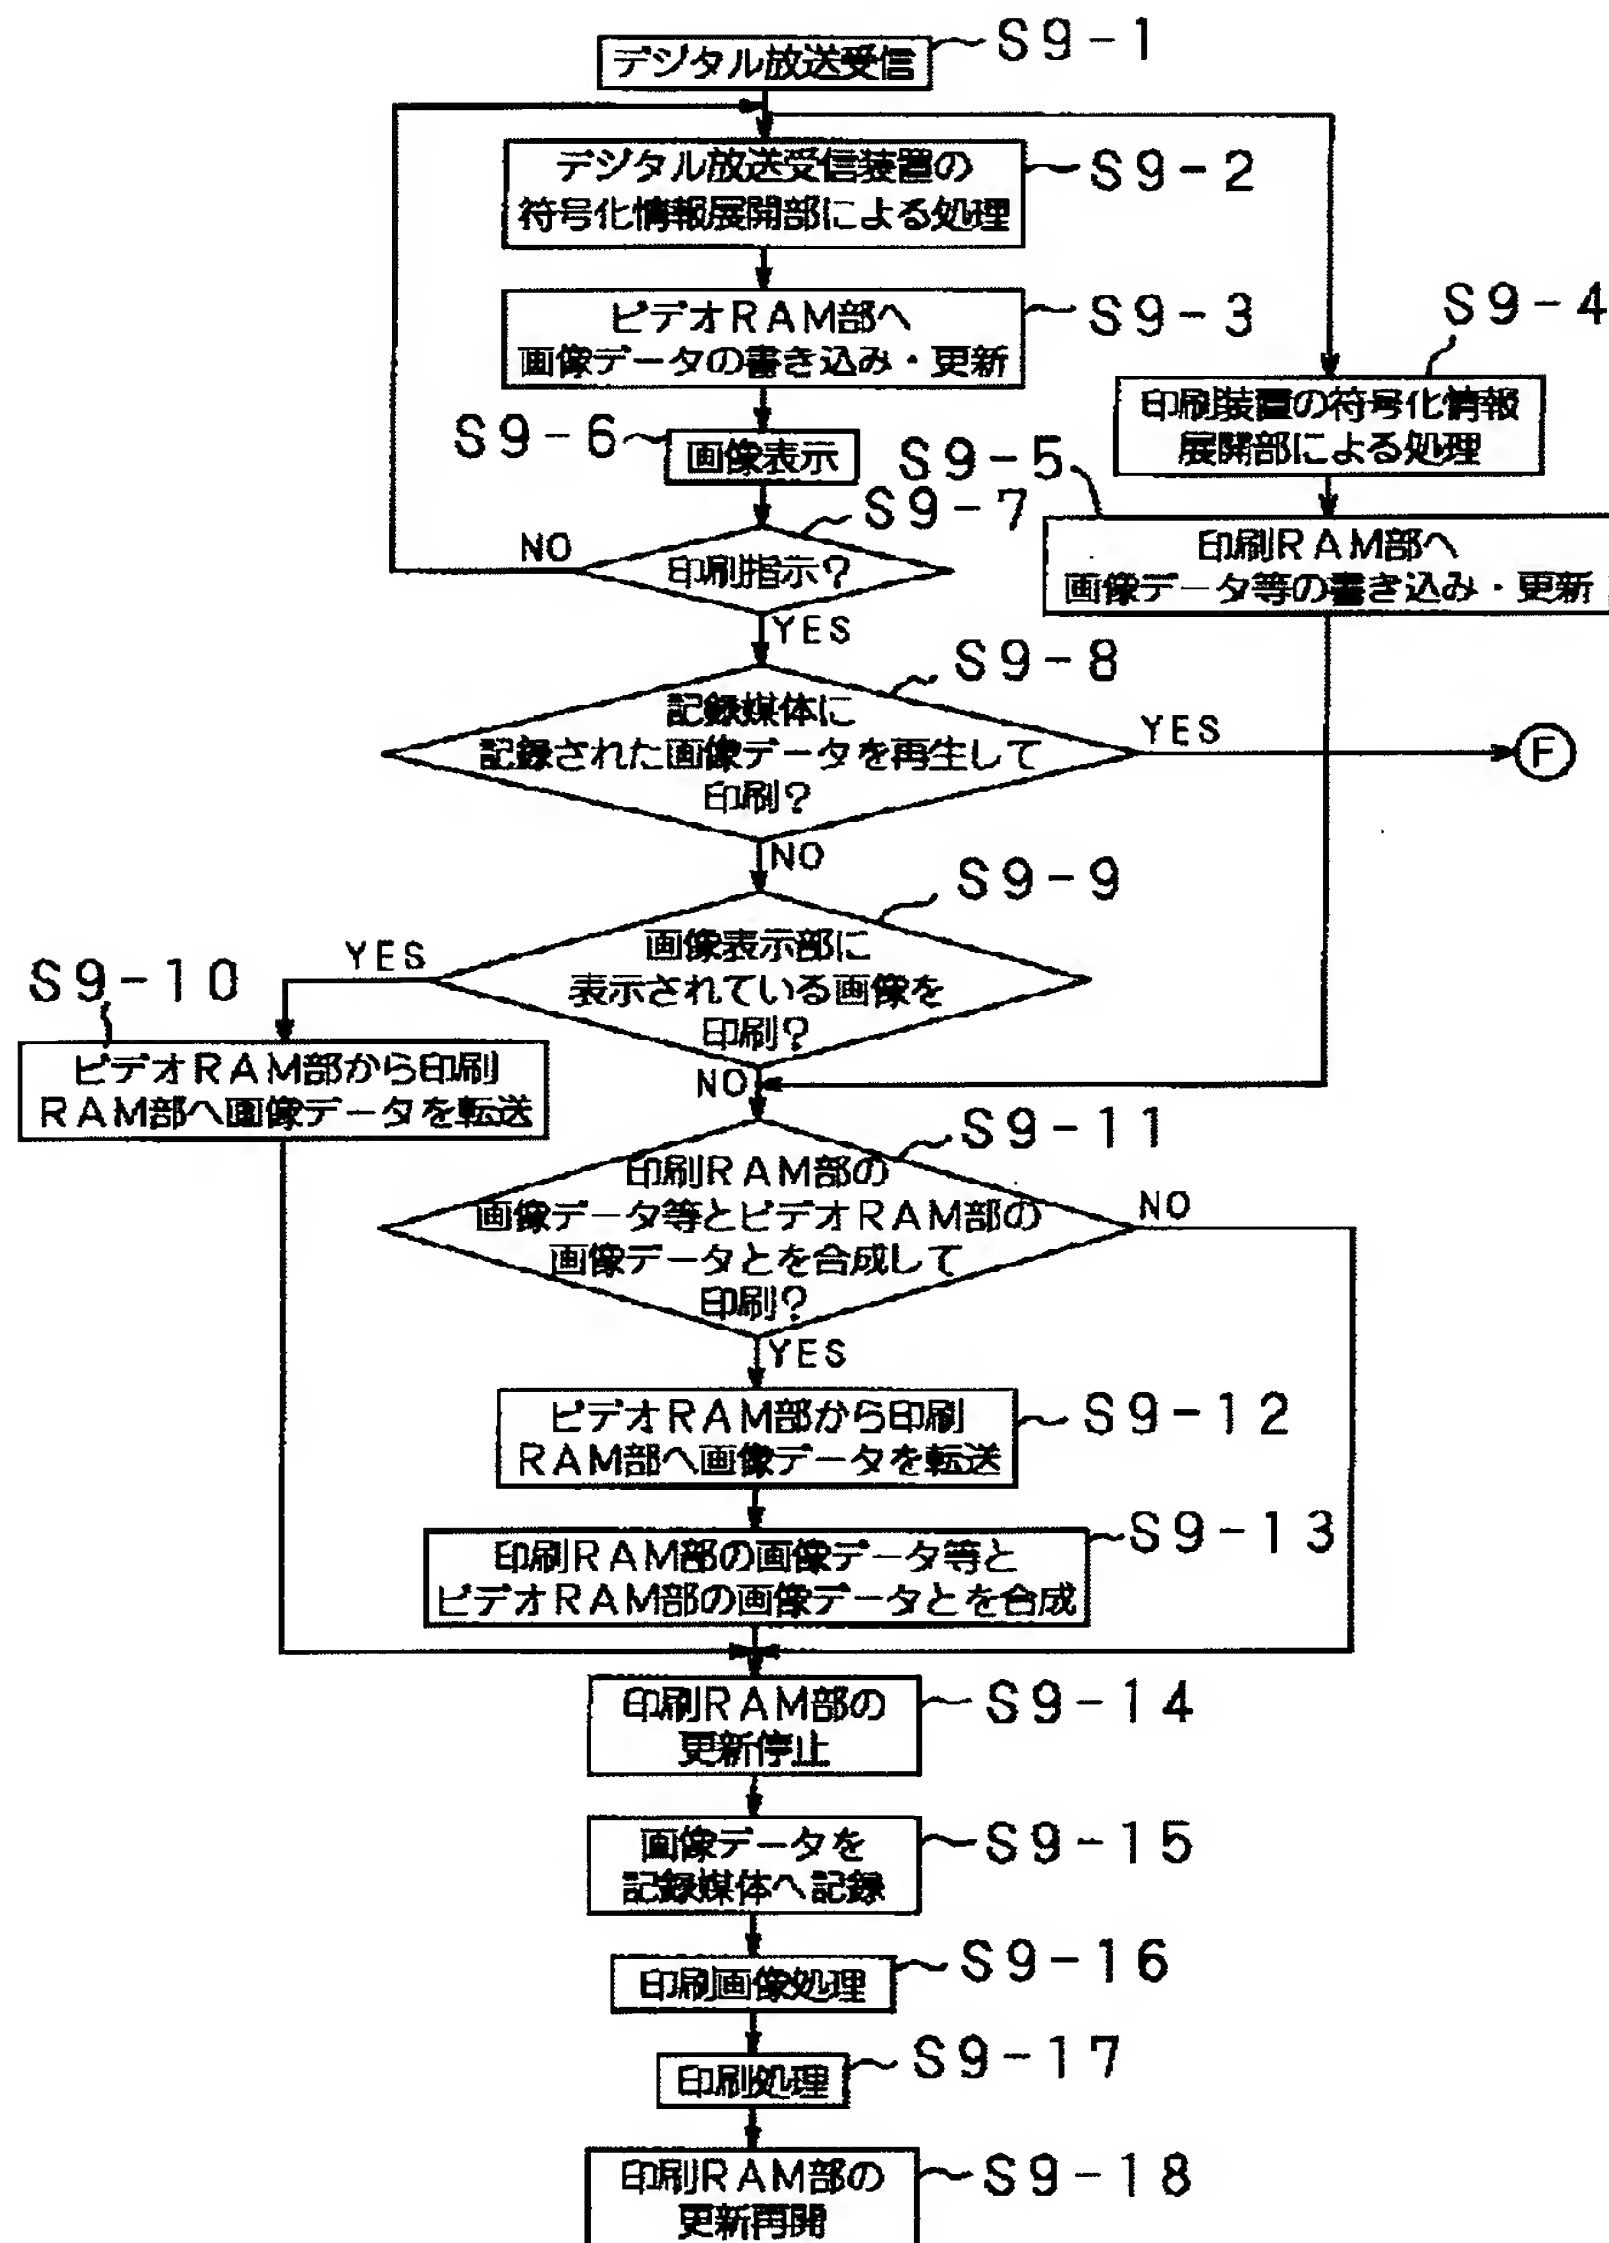 デジタル放送受信
S9-1
デジタル放送受信装置の
符号化情報展開部による処理
S9-2
ビデオRAM部へ
画像データの書き込み・更新
S9-3
S9-4
印刷装置の符号化情報
展開部による処理
S9-6
画像表示
S9-5
印刷RAM部へ
画像データ等の書き込み・更新
S9-7
NO
印刷指示?
YES
S9-8
記録媒体に
記録された画像データを再生して
印刷?
YES
F
NO
S9-9
画像表示部に
表示されている画像を
印刷?
YES
S9-10
ビデオRAM部から印刷
RAM部へ画像データを転送
NO
S9-11
印刷RAM部の
画像データ等とビデオRAM部の
画像データとを合成して
印刷?
NO
YES
ビデオRAM部から印刷
RAM部へ画像データを転送
S9-12
印刷RAM部の画像データ等と
ビデオRAM部の画像データとを合成
S9-13
印刷RAM部の
更新停止
S9-14
画像データを
記録媒体へ記録
S9-15
印刷画像処理
S9-16
印刷処理
S9-17
印刷RAM部の
更新再開
S9-18